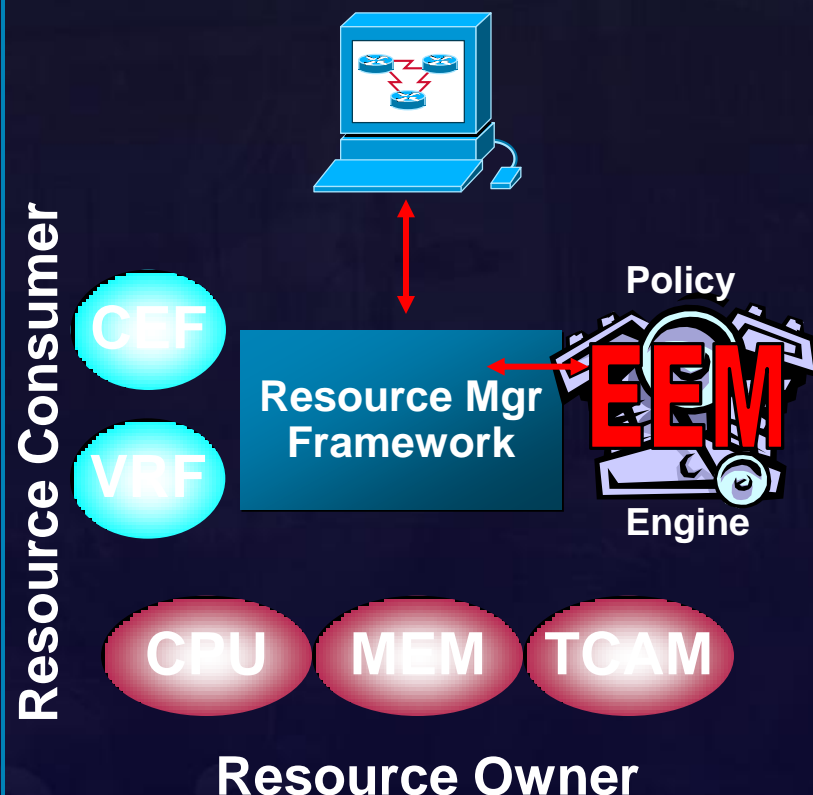 Resource Consumer
CEF
VRF
Resource Mgr
Framework
Policy
EEM
Engine
CPU
MEM
TCAM
Resource Owner